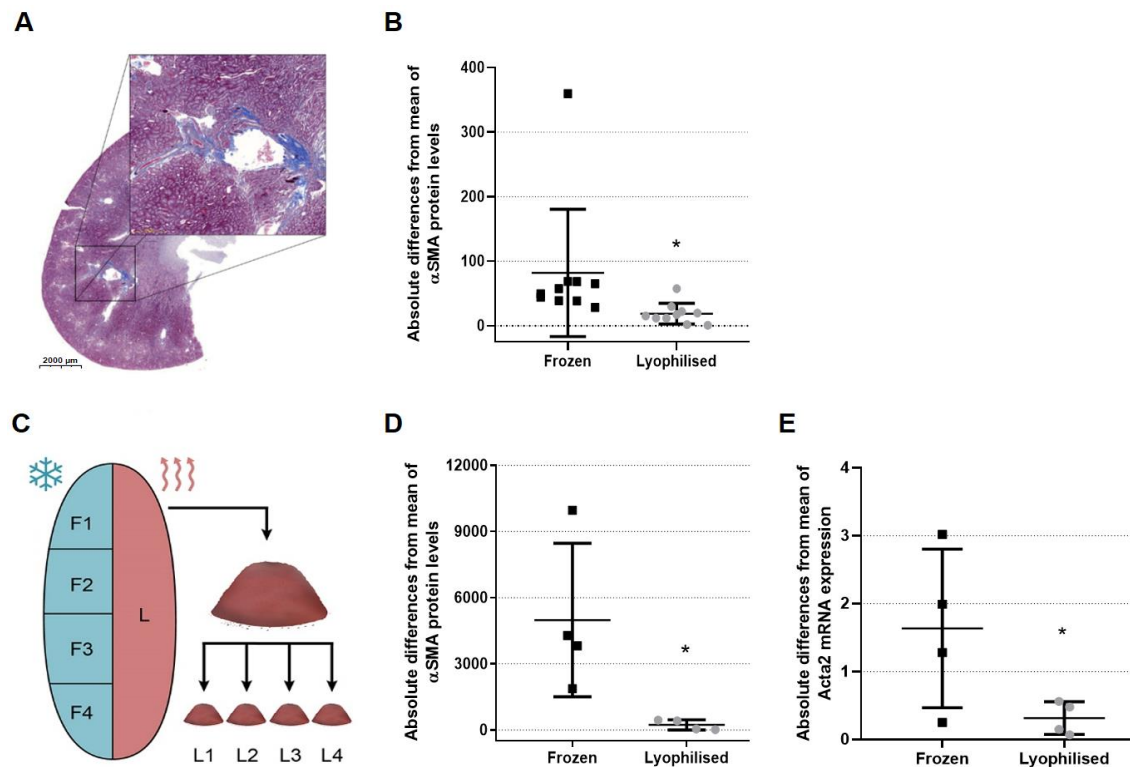 A
2000 µm
B
Absolute differences from mean of
αSMA protein levels
400
300
200
100
0
*
Frozen
Lyophilised
C
F1
F2
F3
F4
L
L1
L2
L3
L4
D
Absolute differences from mean of
αSMA protein levels
12000
9000
6000
3000
0
*
Frozen
Lyophilised
E
Absolute differences from mean of
Acta2 mRNA expression
4
3
2
1
0
*
Frozen
Lyophilised